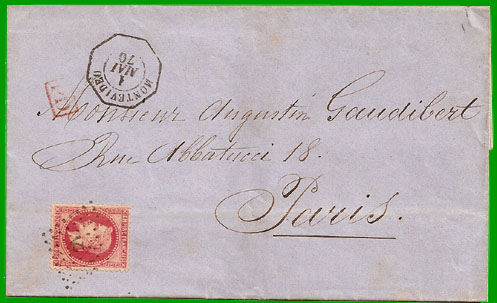 MONTEVIDEO
1
MAI
70
Monsieur Augustin Gaudibert
Rue Abbatucci 18.
Paris.